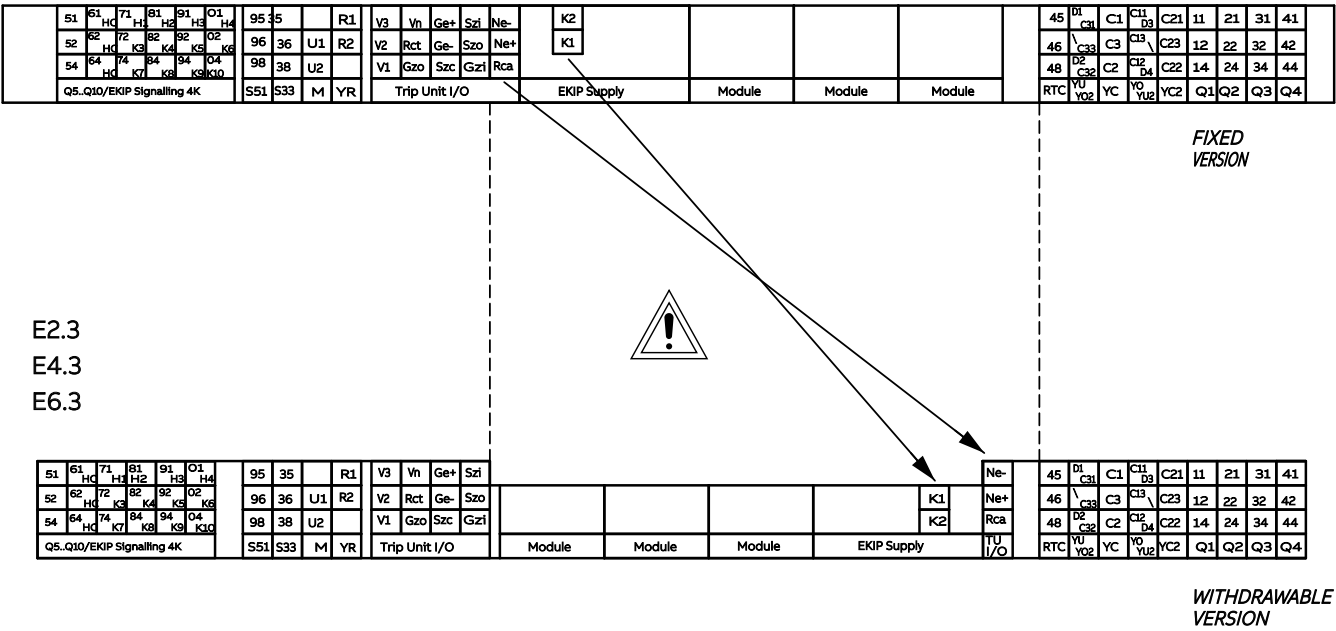 51 61 HC 71 H1 81 H2 91 H3 O1 H4 95 35 R1 V3 Vn Ge+ Szi Ne- K2 45 D1 C31 C1 C11 D3 C21 11 21 31 41
52 62 HC 72 K3 82 K4 92 K5 02 K6 96 36 U1 R2 V2 Rct Ge- Szo Ne+ K1 46 \ C33 C3 C13 \ C23 12 22 32 42
54 64 HC 74 K7 84 K8 94 K9 04 K10 98 38 U2 V1 Gzo Szc Gzi Rca 48 D2 C32 C2 C12 D4 C22 14 24 34 44
Q5..Q10/EKIP Signalling 4K S51 S33 M YR Trip Unit I/O EKIP Supply Module Module Module RTC YU YO2 YC YO YU2 YC2 Q1 Q2 Q3 Q4
FIXED
VERSION
E2.3
E4.3
E6.3
51 61 HC 71 H1 81 H2 91 H3 O1 H4 95 35 R1 V3 Vn Ge+ Szi Ne- 45 D1 C31 C1 C11 D3 C21 11 21 31 41
52 62 HC 72 K3 82 K4 92 K5 02 K6 96 36 U1 R2 V2 Rct Ge- Szo K1 Ne+ 46 \ C33 C3 C13 \ C23 12 22 32 42
54 64 HC 74 K7 84 K8 94 K9 04 K10 98 38 U2 V1 Gzo Szc Gzi K2 Rca 48 D2 C32 C2 C12 D4 C22 14 24 34 44
Q5..Q10/EKIP Signalling 4K S51 S33 M YR Trip Unit I/O Module Module Module EKIP Supply TU I/O RTC YU YO2 YC YO YU2 YC2 Q1 Q2 Q3 Q4
WITHDRAWABLE
VERSION